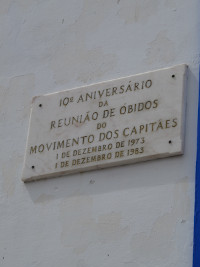 10º ANIVERSÁRIO
DA
REUNIÃO DE ÓBIDOS
DO
MOVIMENTO DOS CAPITÃES
1 DE DEZEMBRO DE 1973
1 DE DEZEMBRO DE 1983